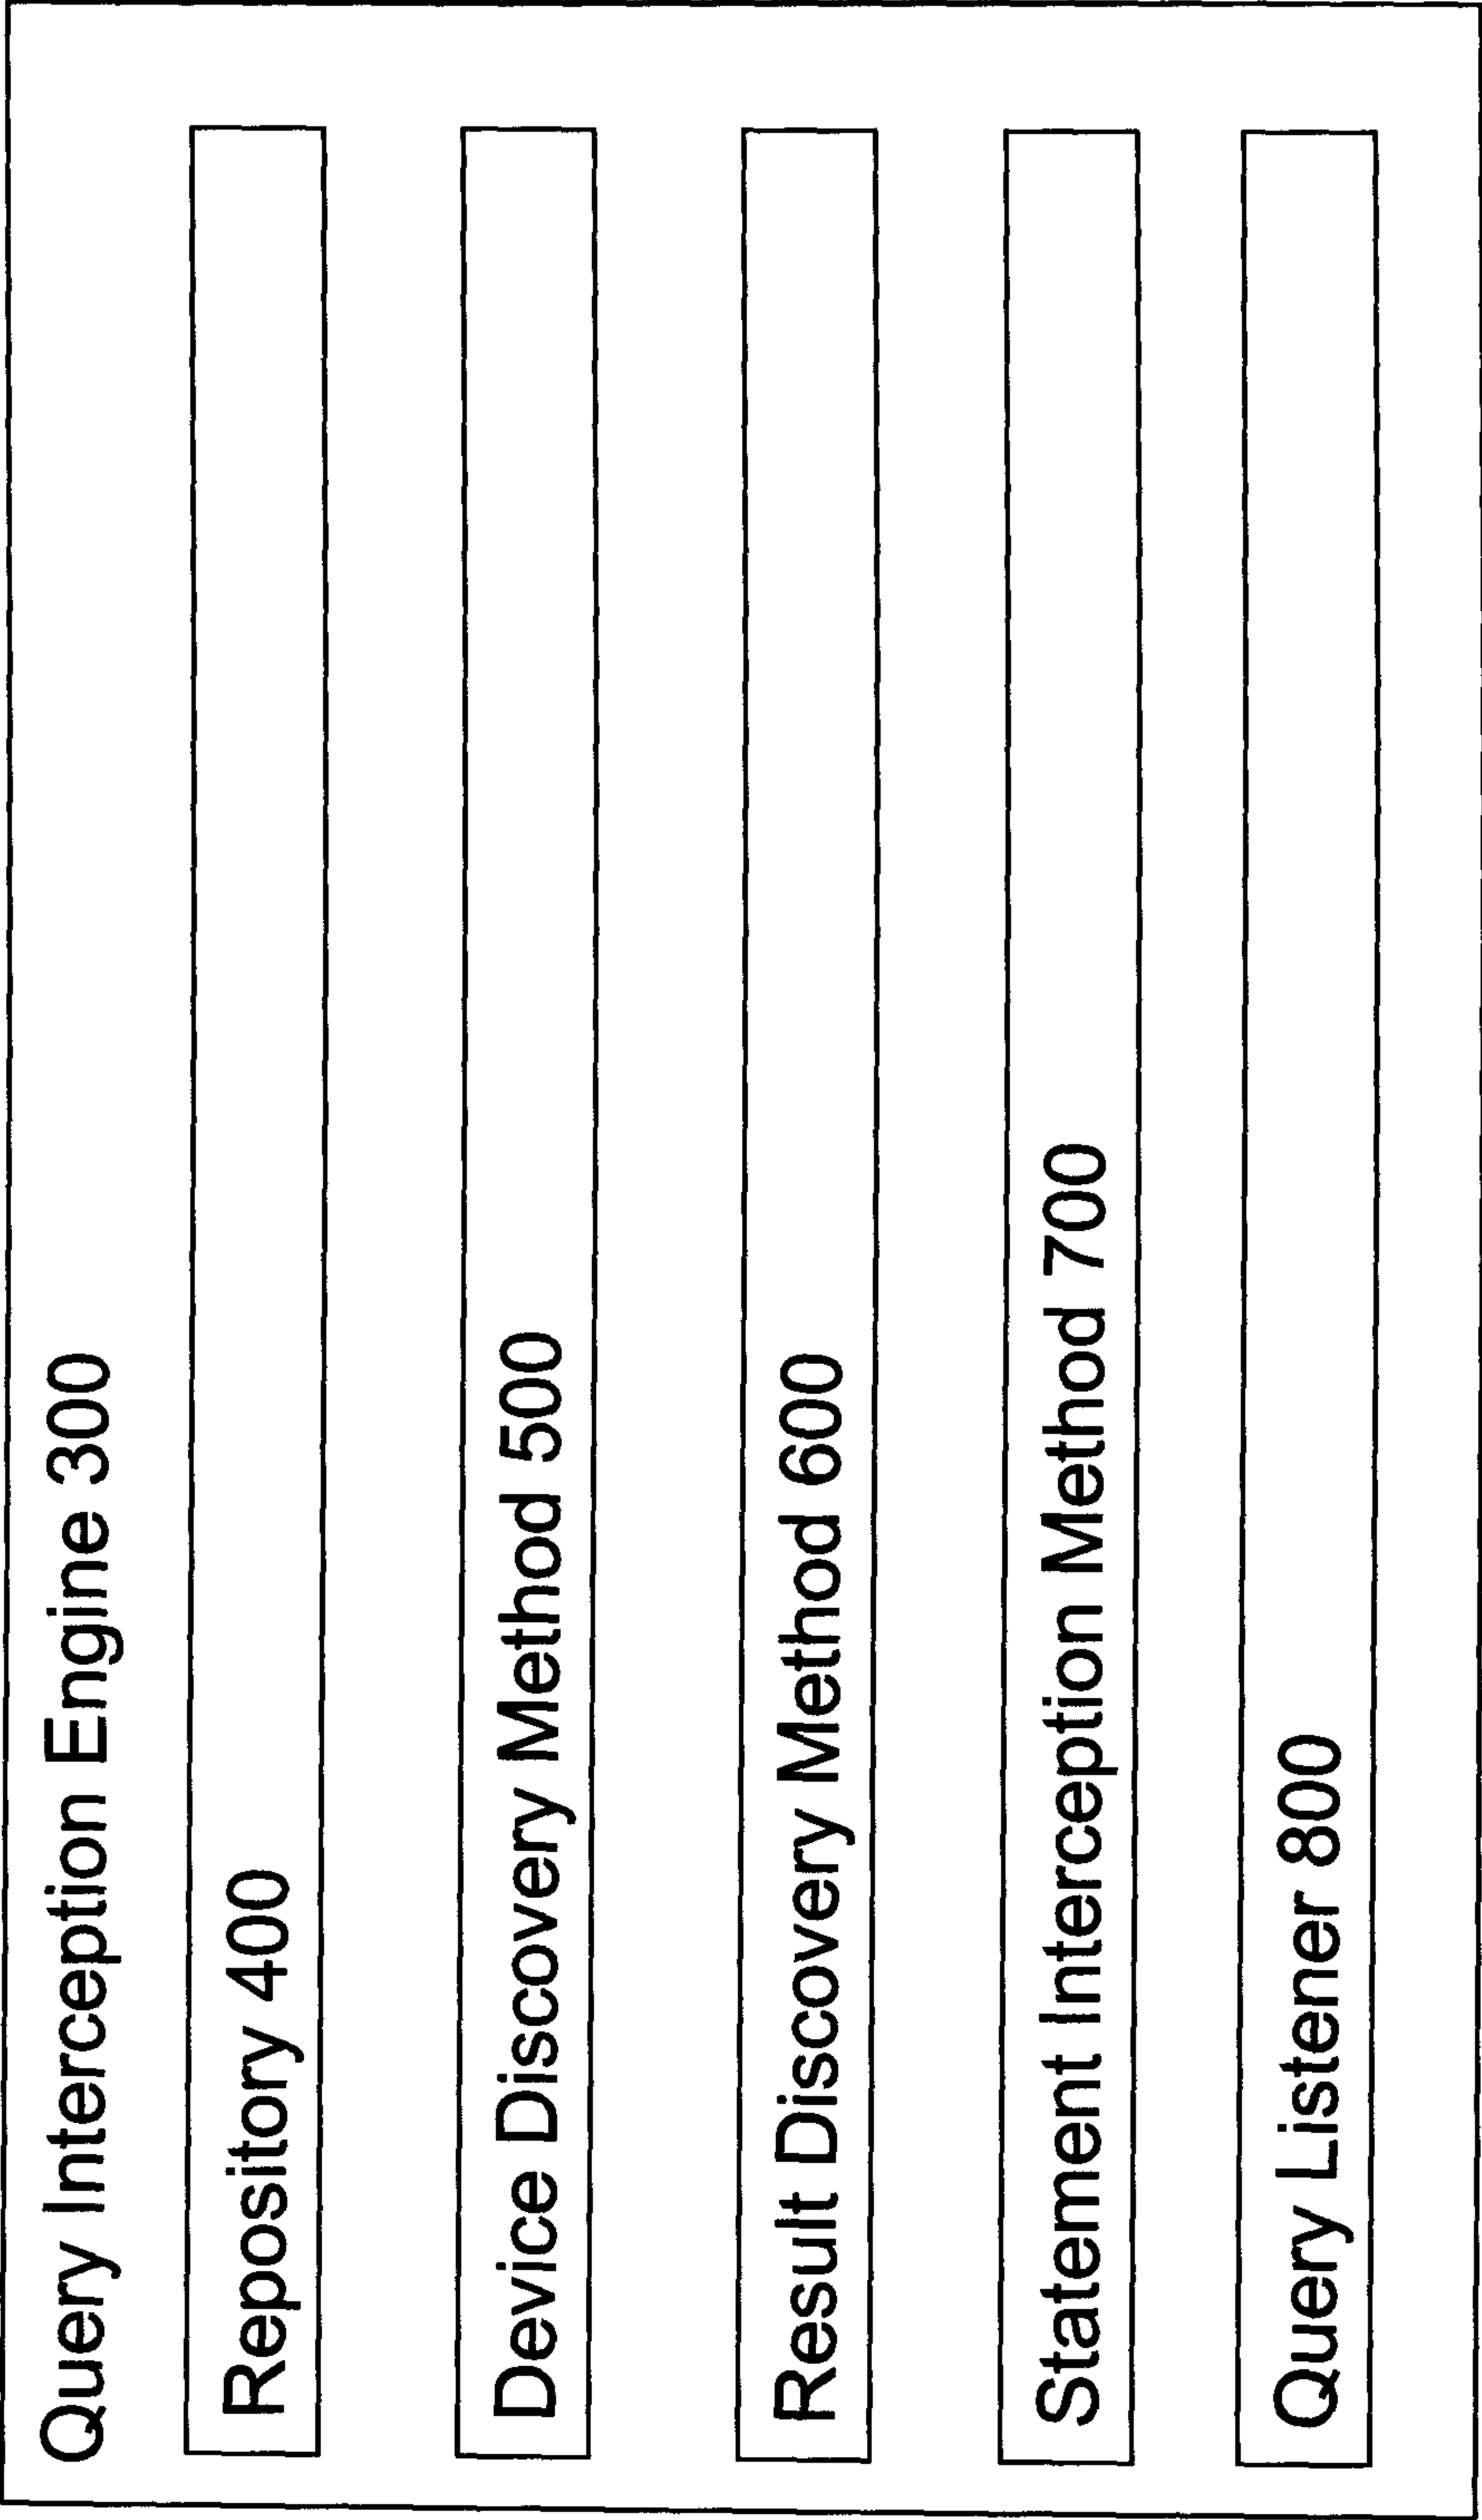 Query Interception Engine 300
Repository 400
Device Discovery Method 500
Result Discovery Method 600
Statement Interception Method 700
Query Listener 800